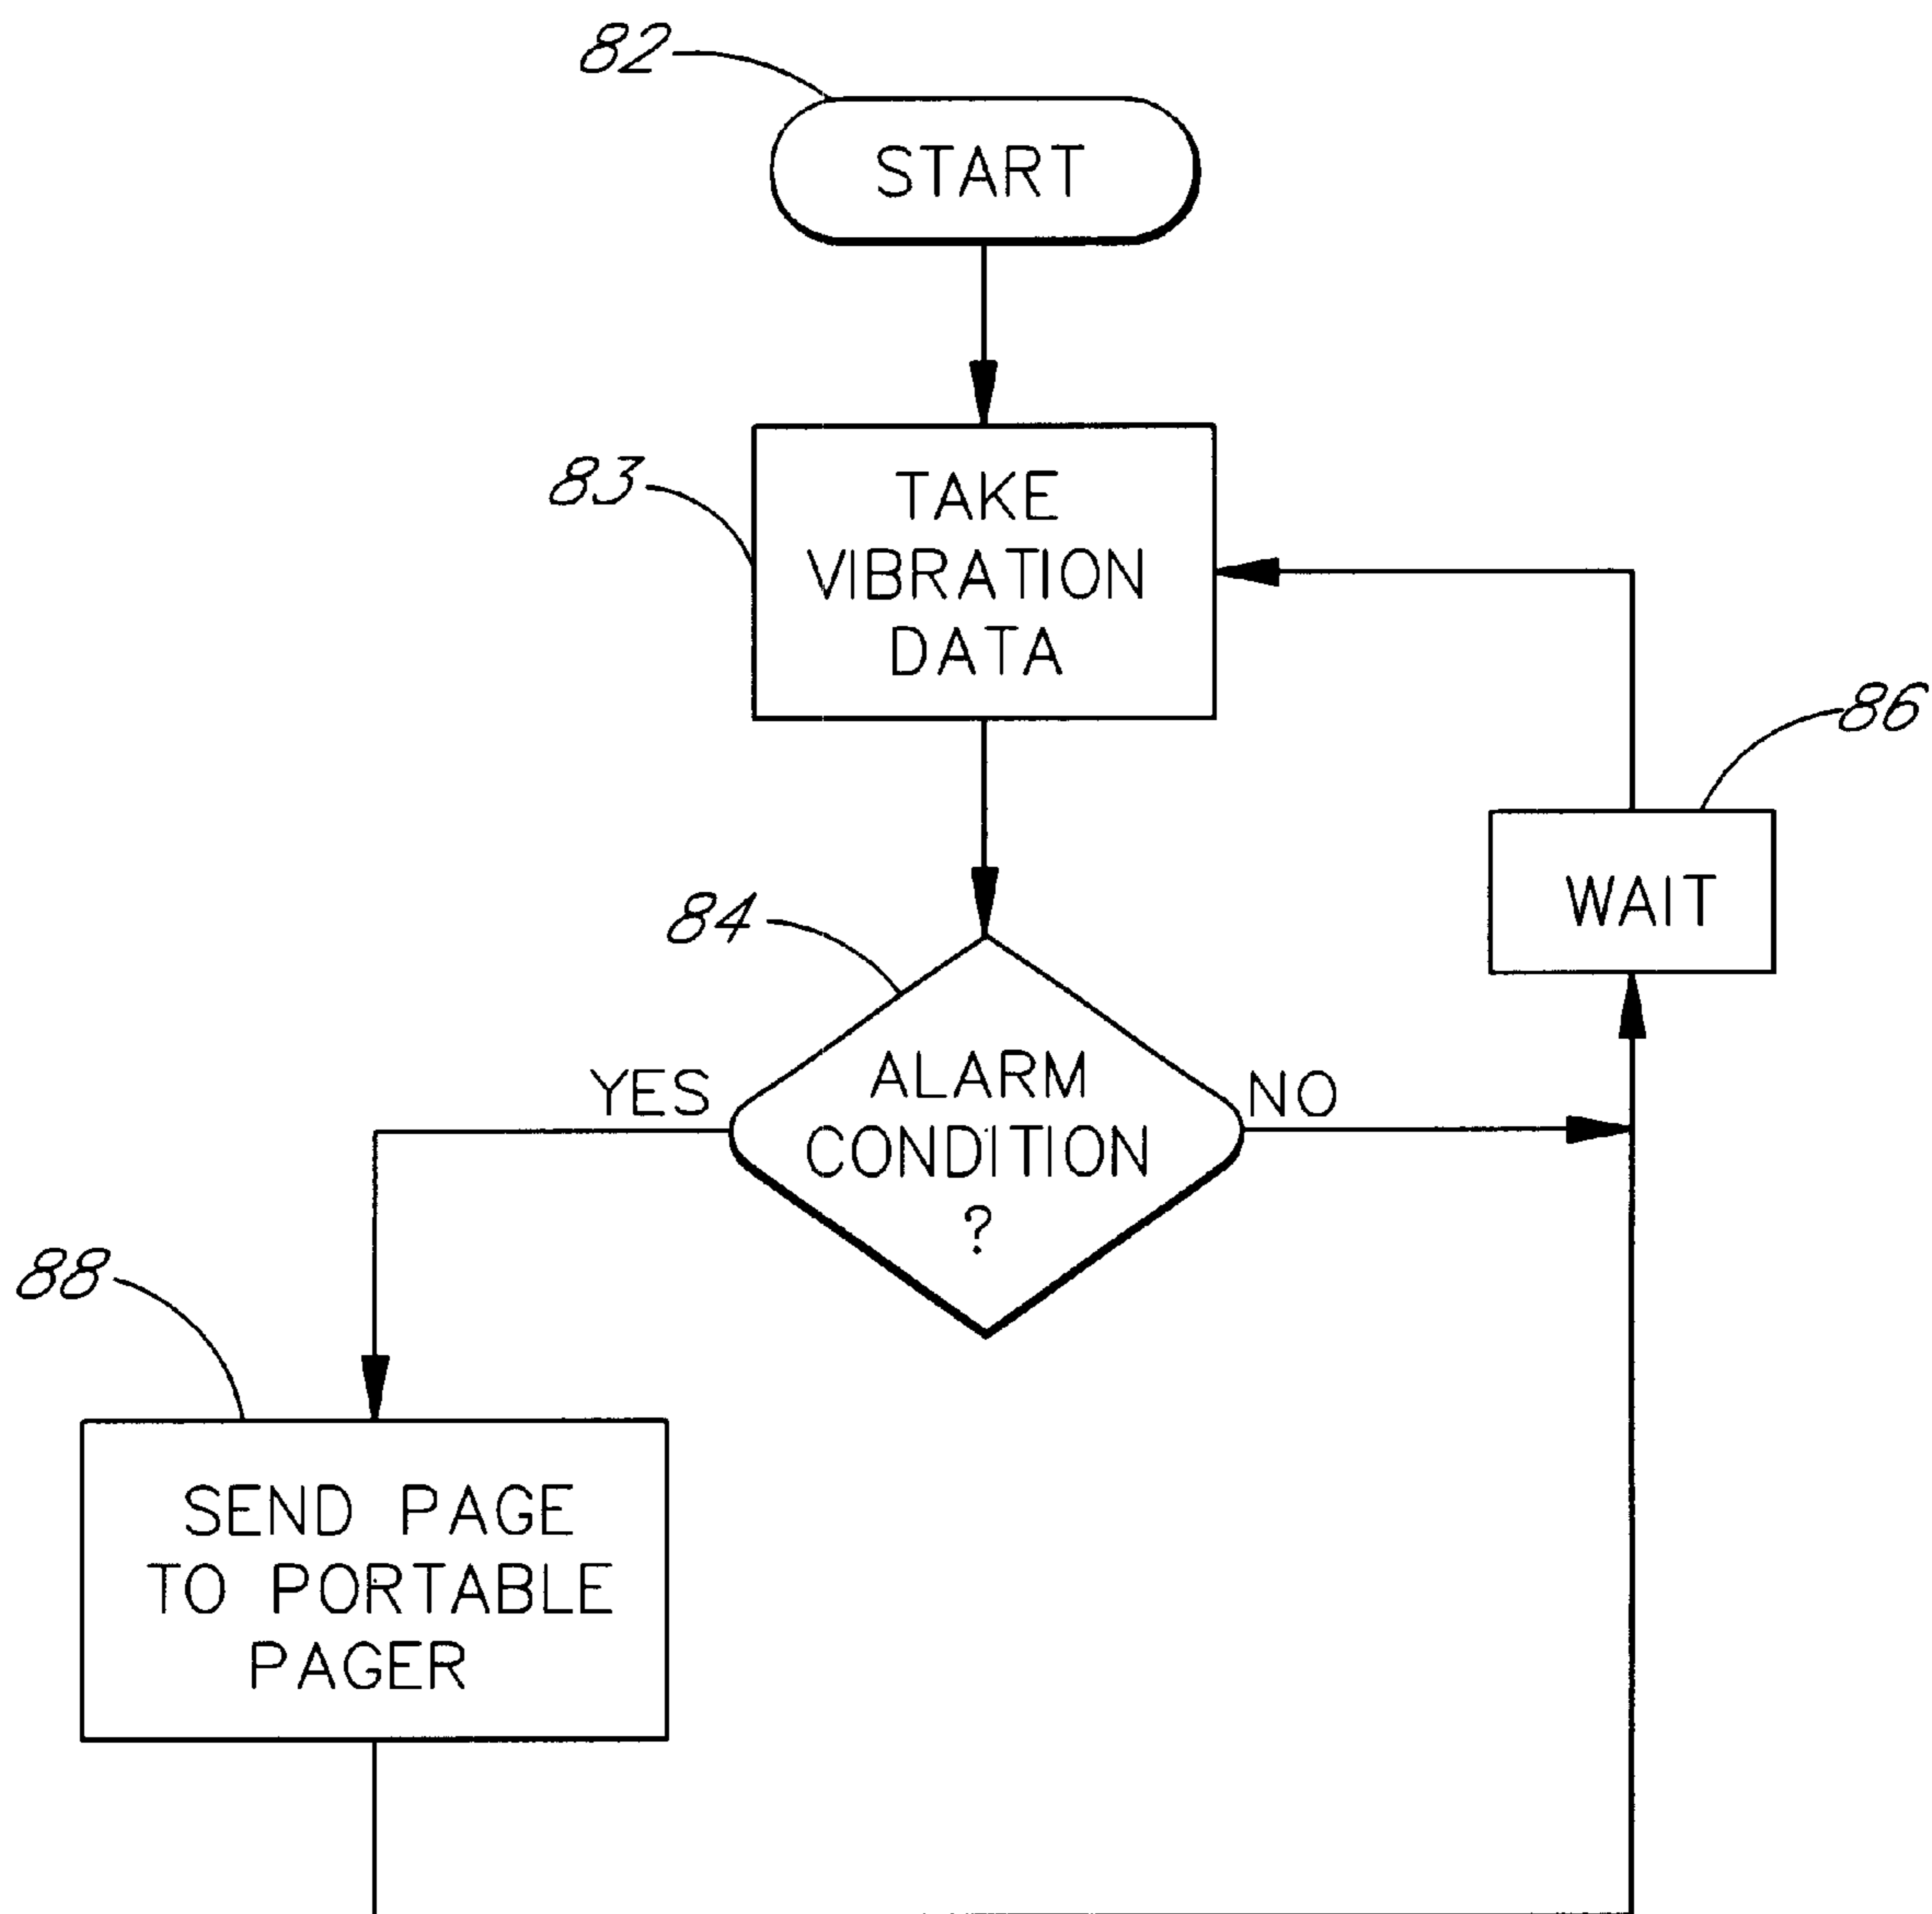 82
START
83
TAKE
VIBRATION
DATA
86
WAIT
84
YES
ALARM
CONDITION
?
NO
88
SEND PAGE
TO PORTABLE
PAGER